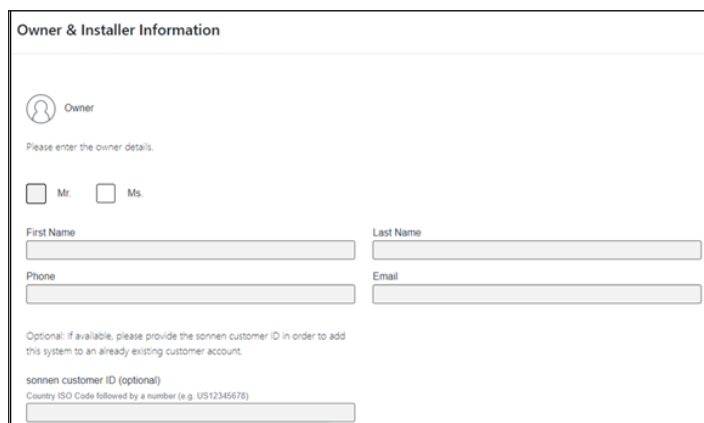 Owner & Installer Information
Owner
Please enter the owner details.
Mr. Ms.
First Name Last Name
Phone Email
Optional: If available, please provide the sonnen customer ID in order to add
this system to an already existing customer account.
sonnen customer ID (optional)
Country ISO Code followed by a number (e.g. US12345678)